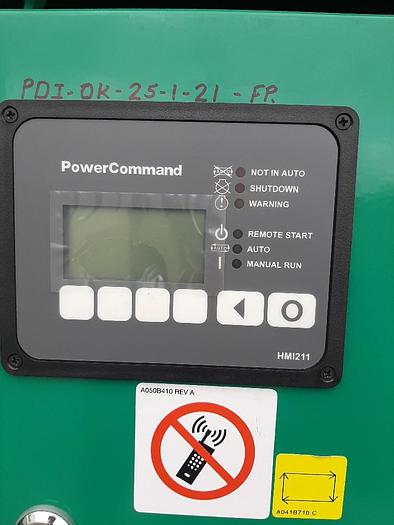 PDI-OK-25-1-21-FP.
PowerCommand
NOT IN AUTO
SHUTDOWN
WARNING
REMOTE START
AUTO
AUTO
MANUAL RUN
HMI211
A050B410 REV A
A041B710.C